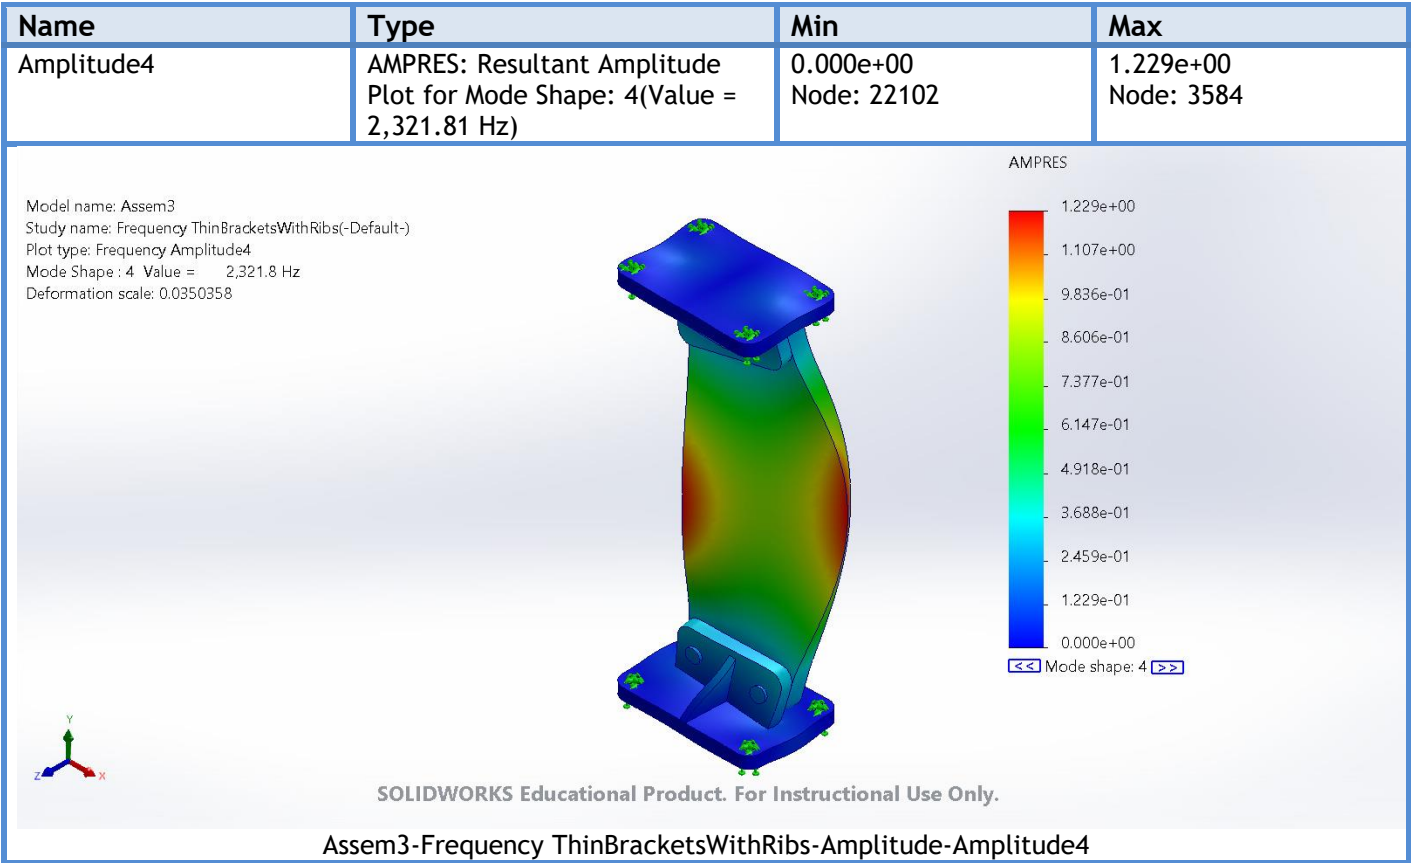 Name Type Min Max
Amplitude4 AMPRES: Resultant Amplitude 0.000e+00 1.229e+00
Plot for Mode Shape: 4(Value = Node: 22102 Node: 3584
2,321.81 Hz)
AMPRES
Model name: Assem3
Study name: Frequency ThinBracketsWithRibs(-Default-)
Plot type: Frequency Amplitude4
Mode Shape : 4 Value = 2,321.8 Hz
Deformation scale: 0.0350358
1.229e+00
1.107e+00
9.836e-01
8.606e-01
7.377e-01
6.147e-01
4.918e-01
3.688e-01
2.459e-01
1.229e-01
0.000e+00
<< Mode shape: 4 >>
Y
Z X
SOLIDWORKS Educational Product. For Instructional Use Only.
Assem3-Frequency ThinBracketsWithRibs-Amplitude-Amplitude4